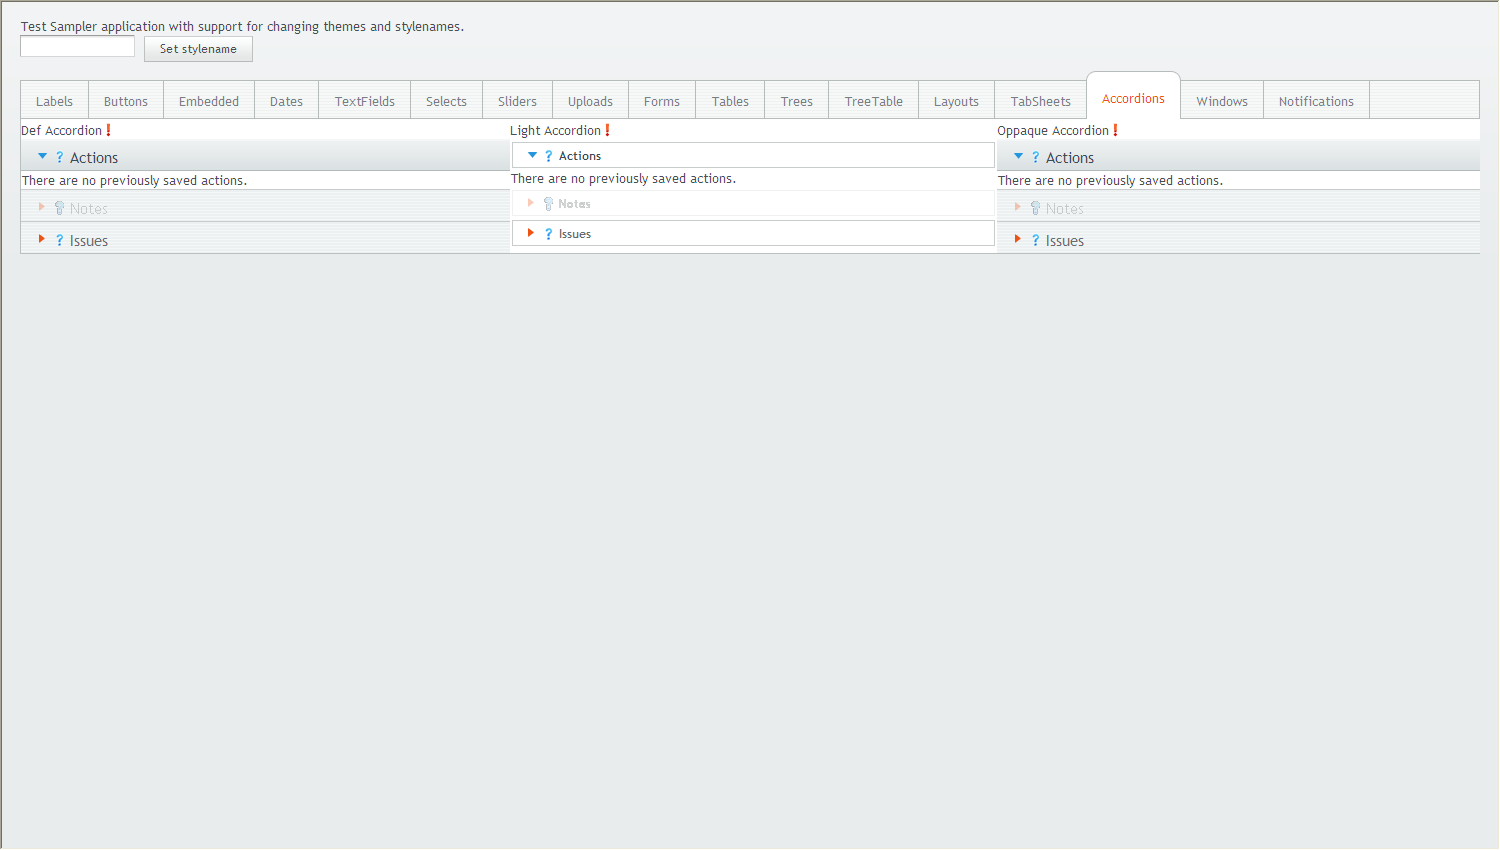 Test Sampler application with support for changing themes and stylenames.
Set stylename
Labels Buttons Embedded Dates TextFields Selects Sliders Uploads Forms Tables Trees TreeTable Layouts TabSheets Accordions Windows Notifications
Def Accordion !
? Actions
There are no previously saved actions.
? Notes
? Issues
Light Accordion !
? Actions
There are no previously saved actions.
? Notes
? Issues
Oppaque Accordion !
? Actions
There are no previously saved actions.
? Notes
? Issues